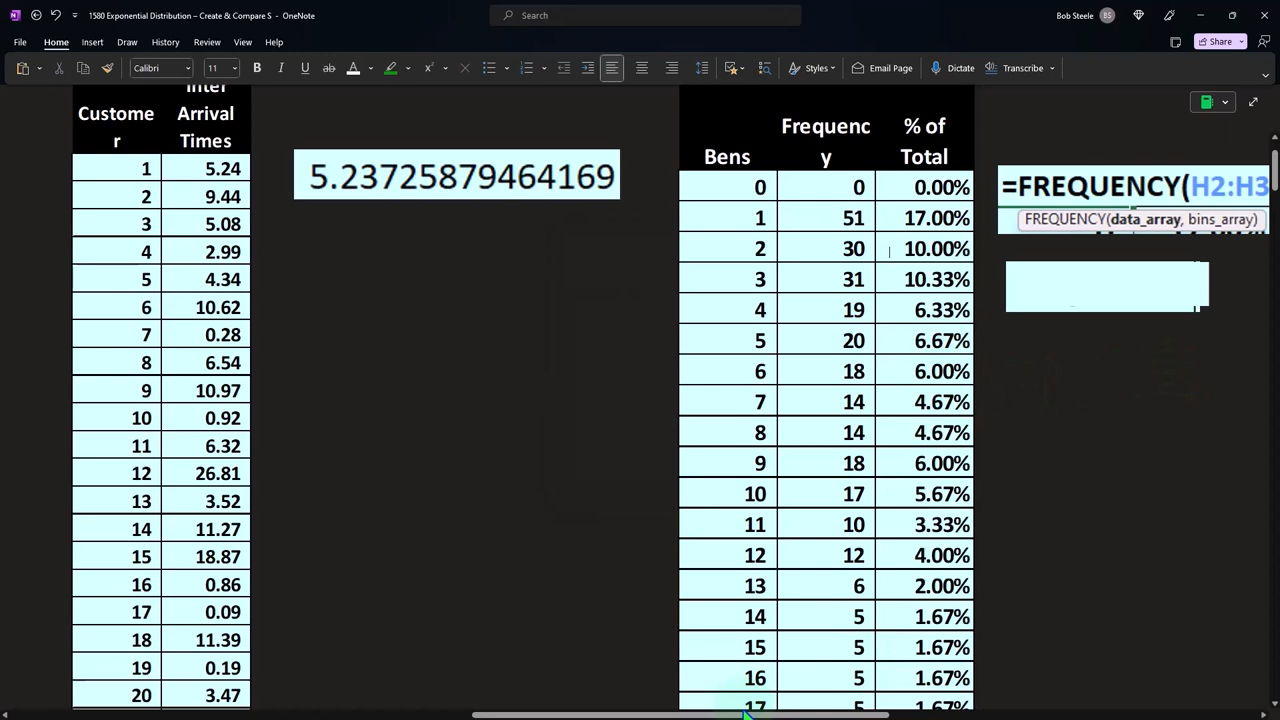 1580 Exponential Distribution – Create & Compare S - OneNote
Search
Bob Steele
BS
File Home Insert Draw History Review View Help
Share
Calibri 11 B I U ab A Styles Email Page Dictate Transcribe
Custome
r
Inter
Arrival
Times
1 5.24
2 9.44
3 5.08
4 2.99
5 4.34
6 10.62
7 0.28
8 6.54
9 10.97
10 0.92
11 6.32
12 26.81
13 3.52
14 11.27
15 18.87
16 0.86
17 0.09
18 11.39
19 0.19
20 3.47
5.23725879464169
Bens
Frequenc
y
% of
Total
0 0 0.00%
1 51 17.00%
2 30 10.00%
3 31 10.33%
4 19 6.33%
5 20 6.67%
6 18 6.00%
7 14 4.67%
8 14 4.67%
9 18 6.00%
10 17 5.67%
11 10 3.33%
12 12 4.00%
13 6 2.00%
14 5 1.67%
15 5 1.67%
16 5 1.67%
17 5 1.67%
=FREQUENCY(H2:H3
FREQUENCY(data_array, bins_array)